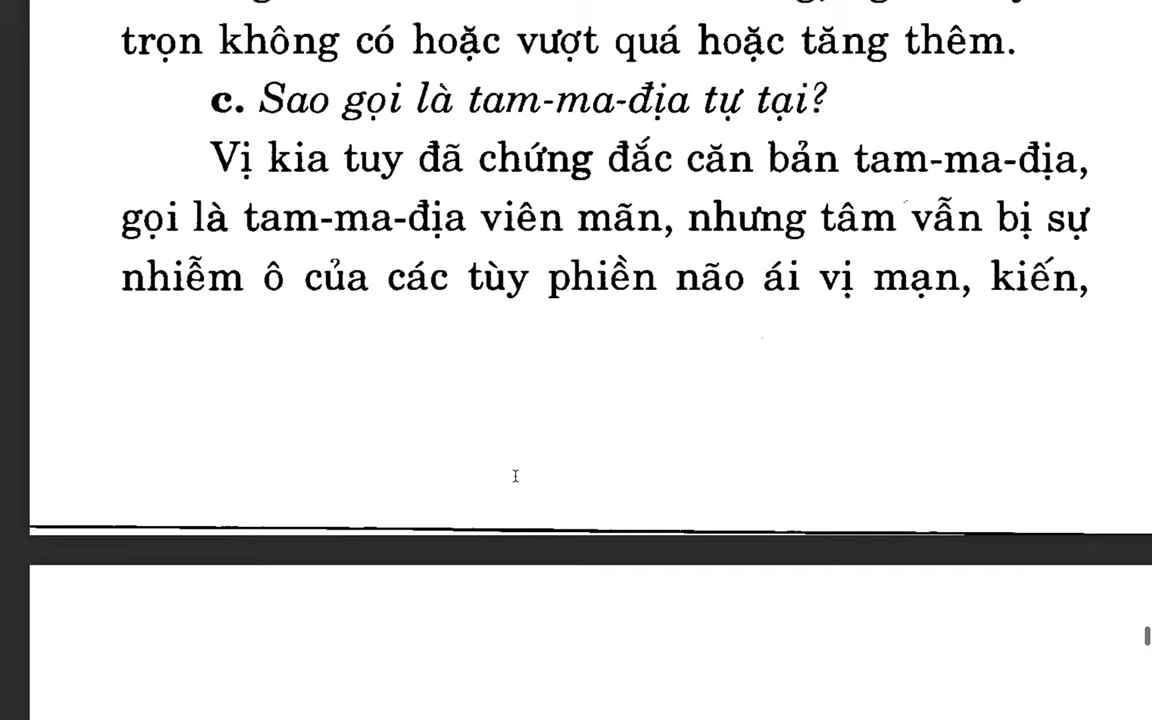 trọn không có hoặc vượt quá hoặc tăng thêm.
c. Sao gọi là tam-ma-địa tự tại?
Vị kia tuy đã chứng đắc căn bản tam-ma-địa,
gọi là tam-ma-địa viên mãn, nhưng tâm vẫn bị sự
nhiễm ô của các tùy phiền não ái vị mạn, kiến,